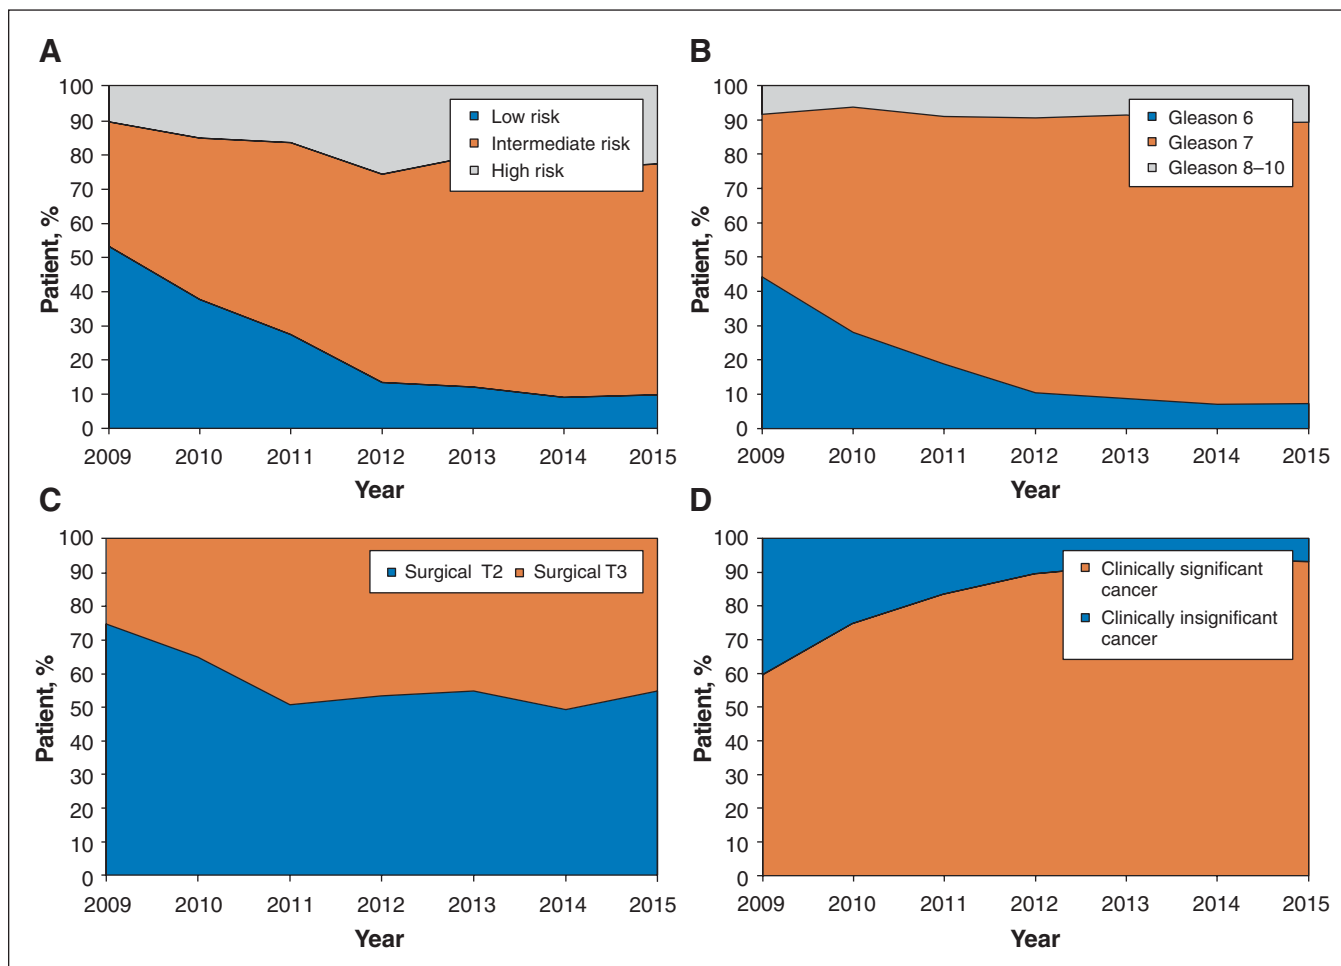 A
100
90
80
70
60
50
40
30
20
10
0
Patient, %
Low risk
Intermediate risk
High risk
2009 2010 2011 2012 2013 2014 2015
Year
B
100
90
80
70
60
50
40
30
20
10
0
Patient, %
Gleason 6
Gleason 7
Gleason 8–10
2009 2010 2011 2012 2013 2014 2015
Year
C
100
90
80
70
60
50
40
30
20
10
0
Patient, %
Surgical T2 Surgical T3
2009 2010 2011 2012 2013 2014 2015
Year
D
100
90
80
70
60
50
40
30
20
10
0
Patient, %
Clinically significant
cancer
Clinically insignificant
cancer
2009 2010 2011 2012 2013 2014 2015
Year